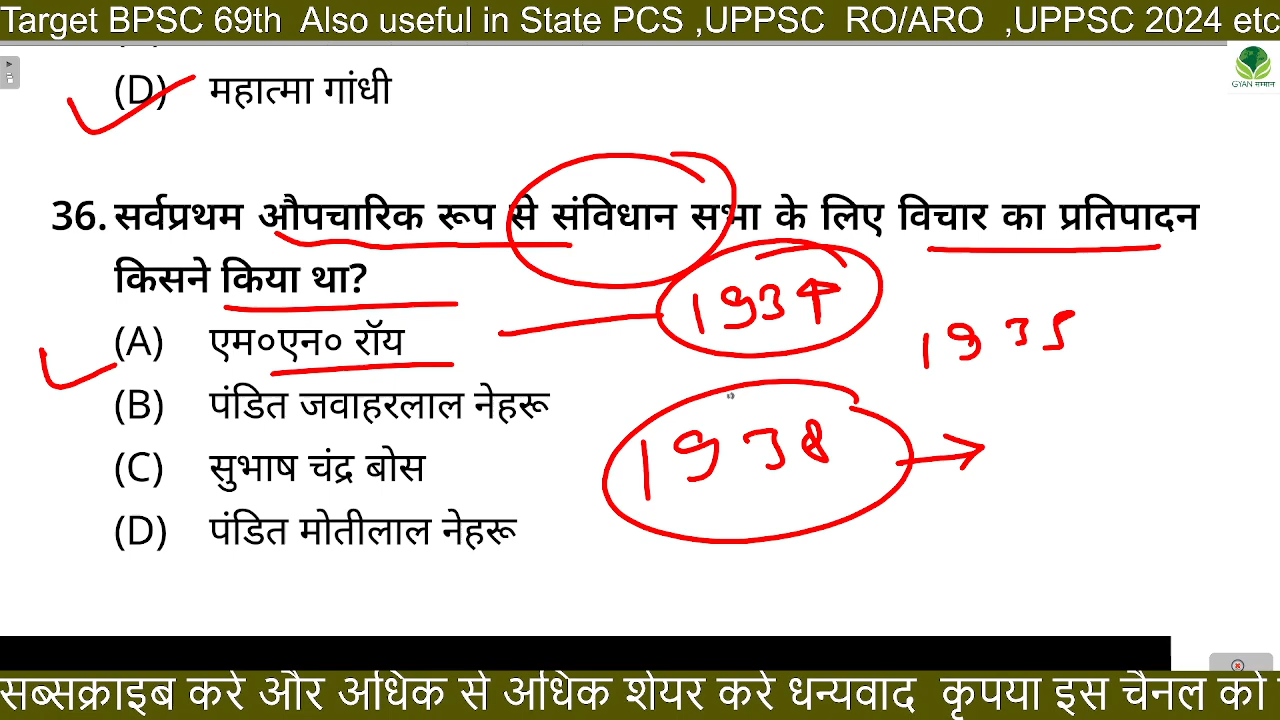 Target BPSC 69th Also useful in State PCS ,UPPSC RO/ARO ,UPPSC 2024 etc
GYAN सम्मान
(D) महात्मा गांधी
36. सर्वप्रथम औपचारिक रूप से संविधान सभा के लिए विचार का प्रतिपादन
किसने किया था?
1934
(A) एम०एन० रॉय
1935
(B) पंडित जवाहरलाल नेहरू
1938
(C) सुभाष चंद्र बोस
(D) पंडित मोतीलाल नेहरू
सब्सक्राइब करे और अधिक से अधिक शेयर करे धन्यवाद कृपया इस चैनल को